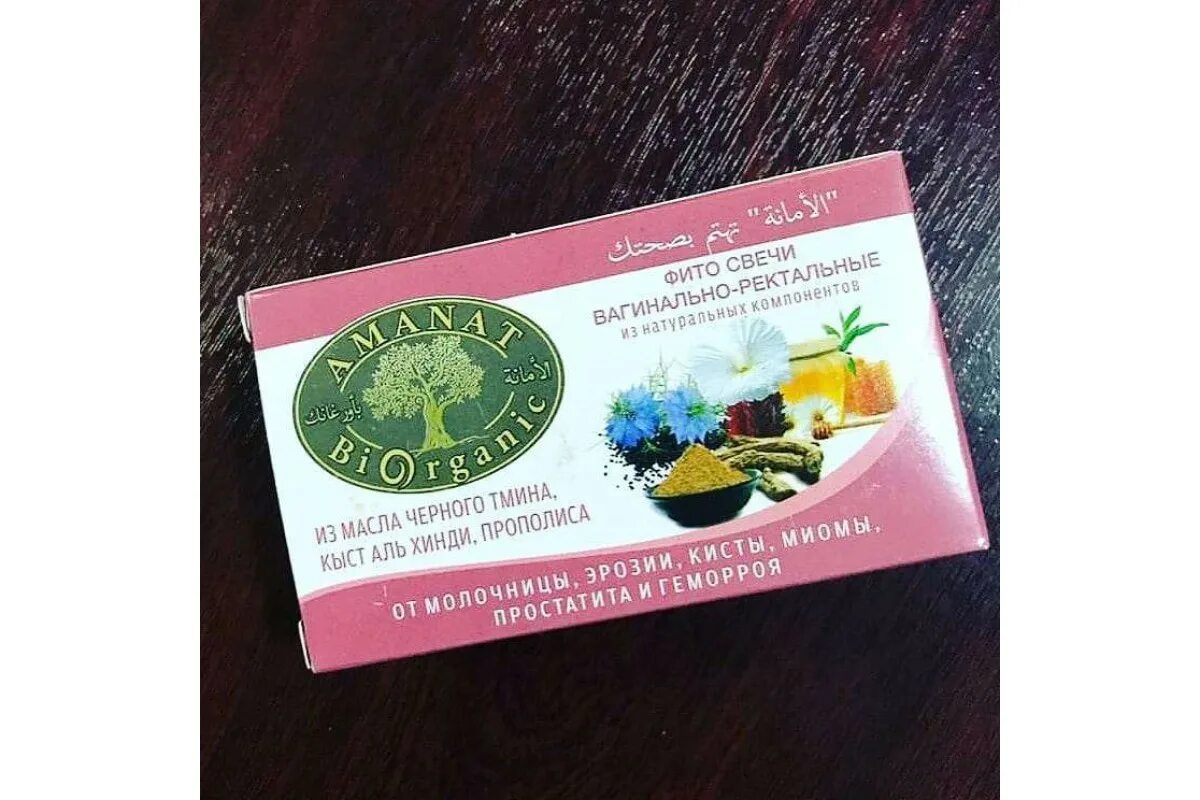 "الأمانة" تهتم بصحتك
ФИТО СВЕЧИ
ВАГИНАЛЬНО-РЕКТАЛЬНЫЕ
из натуральных компонентов
AMANAT
الأمانة
بأورغانك
BiOrganic
ИЗ МАСЛА ЧЕРНОГО ТМИНА,
КЫСТ АЛЬ ХИНДИ, ПРОПОЛИСА
ОТ МОЛОЧНИЦЫ, ЭРОЗИИ, КИСТЫ, МИОМЫ,
ПРОСТАТИТА И ГЕМОРРОЯ